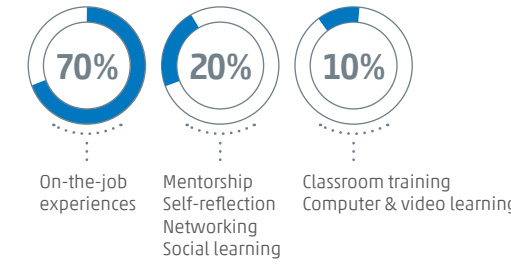 70%
On-the-job
experiences
20%
Mentorship
Self-reflection
Networking
Social learning
10%
Classroom training
Computer & video learning